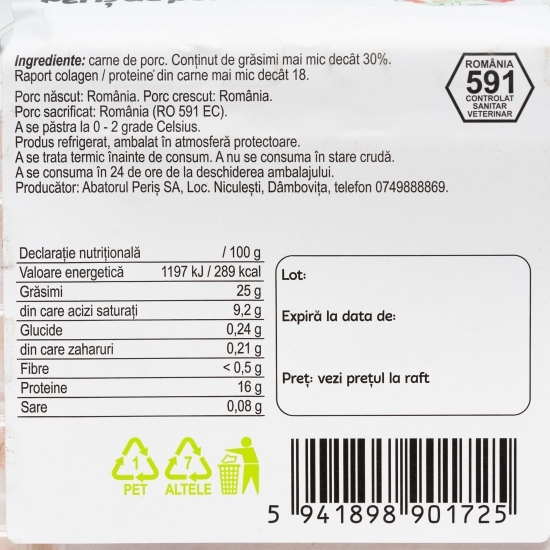 Ingrediente: carne de porc. Conținut de grăsimi mai mic decât 30%.
Raport colagen / proteine din carne mai mic decât 18.
Porc născut: România. Porc crescut: România.
Porc sacrificat: România (RO 591 EC).
A se păstra la 0 - 2 grade Celsius.
Produs refrigerat, ambalat în atmosferă protectoare.
A se trata termic înainte de consum. A nu se consuma în stare crudă.
A se consuma în 24 de ore de la deschiderea ambalajului.
Producător: Abatorul Periș SA, Loc. Niculești, Dâmbovița, telefon 0749888869.
ROMÂNIA
591
CONTROLAT
SANITAR
VETERINAR
Declarație nutrițională / 100 g
Valoare energetică 1197 kJ / 289 kcal
Grăsimi 25 g
din care acizi saturați 9,2 g
Glucide 0,24 g
din care zaharuri 0,21 g
Fibre < 0,5 g
Proteine 16 g
Sare 0,08 g
Lot:
Expiră la data de:
Preț: vezi prețul la raft
1
PET
7
ALTELE
5 941898 901725